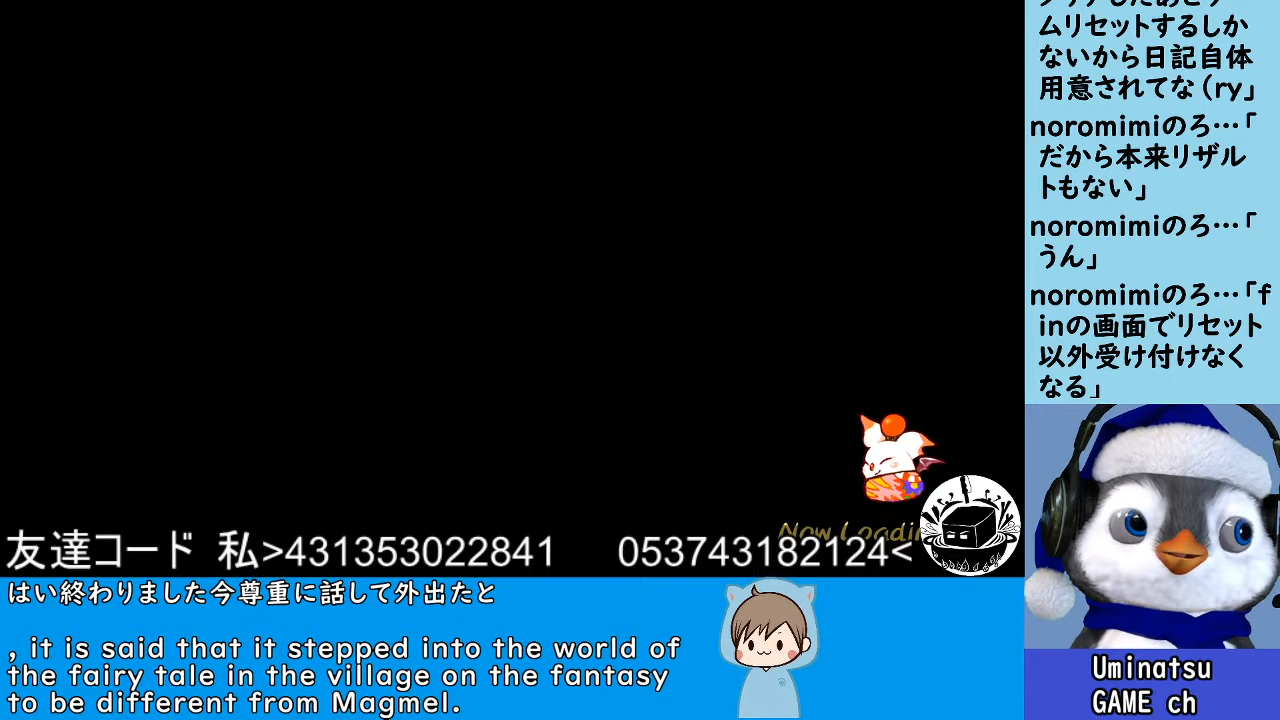 ムリセットするしか
ないから日記自体
用意されてな(ry」
noromimiのろ…「
だから本来リザル
トもない」
noromimiのろ…「
うん」
noromimiのろ…「f
inの画面でリセット
以外受け付けなく
なる」
Now Loadin
友達コード 私>431353022841 053743182124<
はい終わりました今尊重に話して外出たと
, it is said that it stepped into the world of
the fairy tale in the village on the fantasy
to be different from Magmel.
Uminatsu
GAME ch